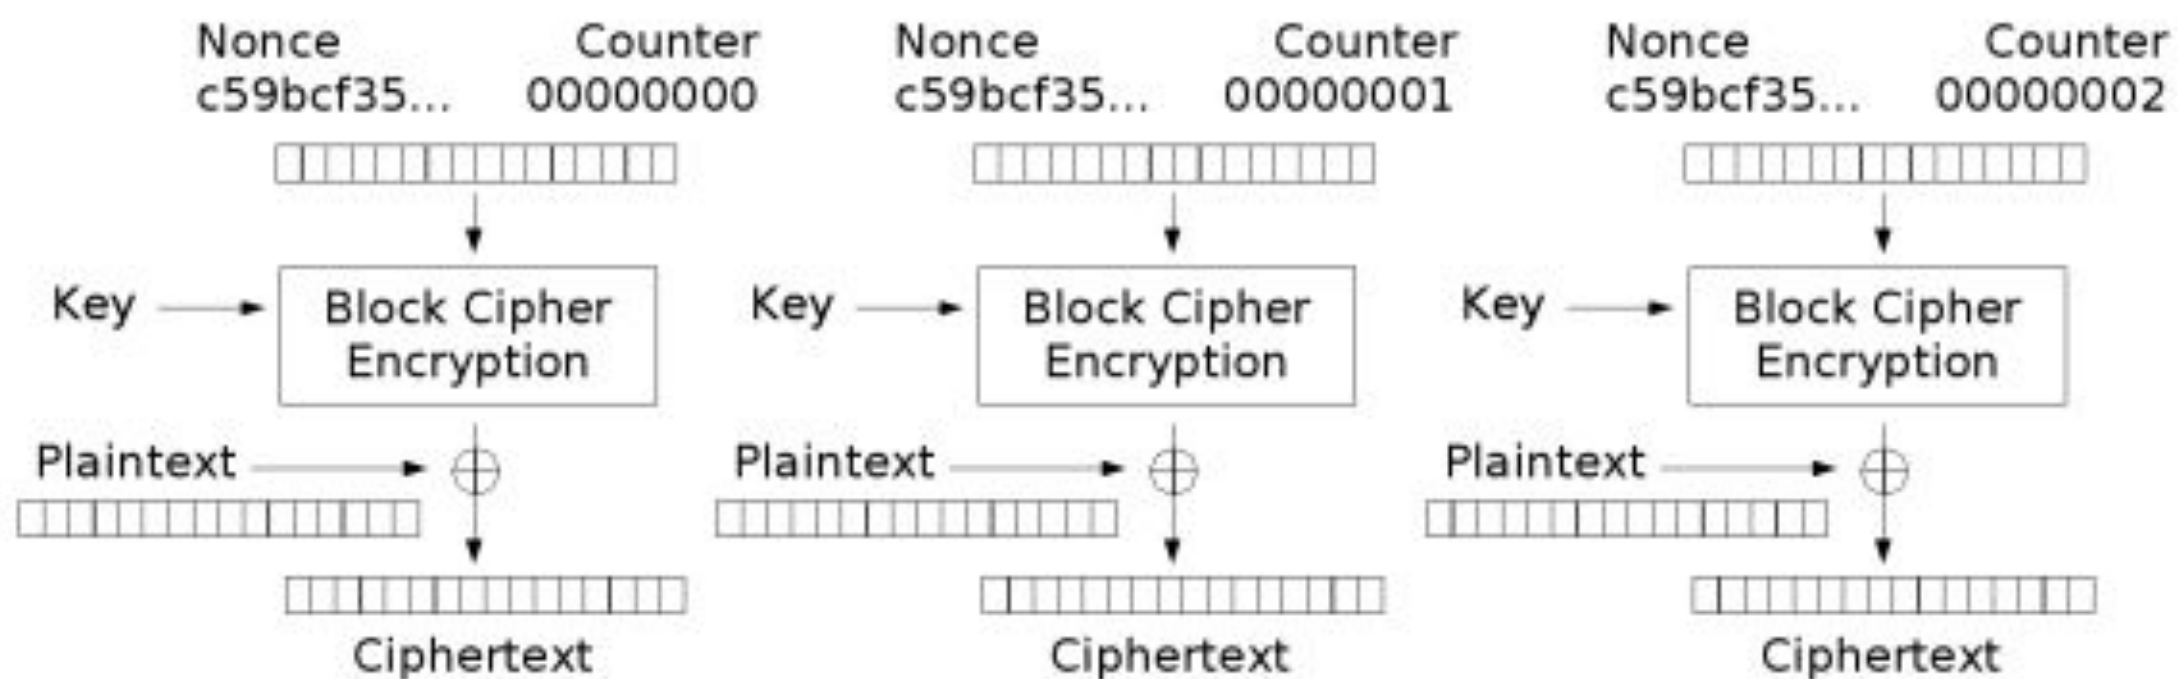 Nonce Counter Nonce Counter Nonce Counter
c59bcf35... 00000000 c59bcf35... 00000001 c59bcf35... 00000002
Key Block Cipher Key Block Cipher Key Block Cipher
Encryption Encryption Encryption
Plaintext Plaintext Plaintext
Ciphertext Ciphertext Ciphertext